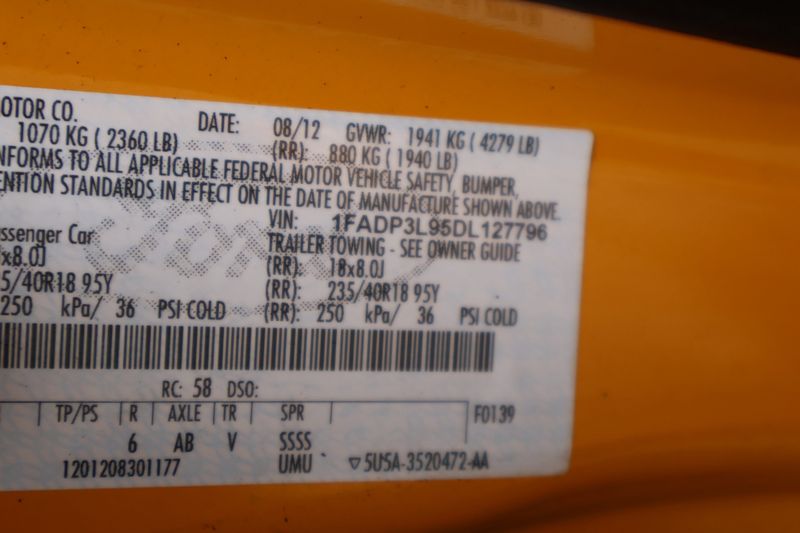 OTOR CO. DATE: 08/12 GVWR: 1941 KG ( 4279 LB)
1070 KG ( 2360 LB) (RR): 880 KG ( 1940 LB)
NFORMS TO ALL APPLICABLE FEDERAL MOTOR VEHICLE SAFETY, BUMPER,
ENTION STANDARDS IN EFFECT ON THE DATE OF MANUFACTURE SHOWN ABOVE.
VIN: 1FADP3L95DL127796
assenger Car TRAILER TOWING - SEE OWNER GUIDE
x8.0J (RR): 18x8.0J
5/40R18 95Y (RR): 235/40R18 95Y
250 kPa/ 36 PSI COLD (RR): 250 kPa/ 36 PSI COLD
RC: 58 DSO:
TP/PS R AXLE TR SPR F0139
6 AB V SSSS
1201208301177 UMU ▽5U5A-3520472-AA